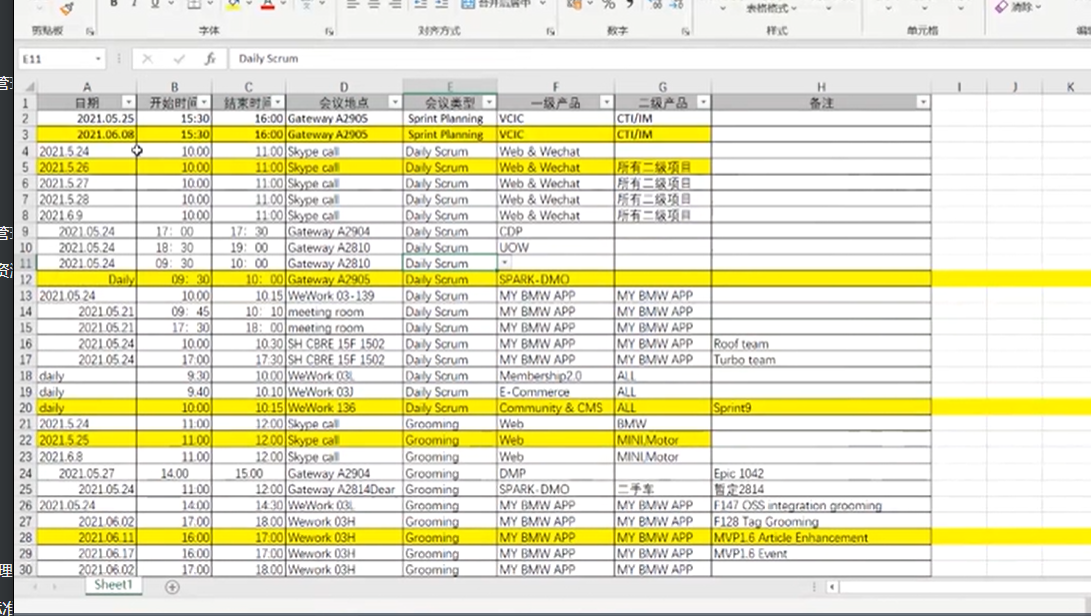 B I U A 合并后居中 % 表格格式 清除
剪贴板 字体 对齐方式 数字 样式 单元格
E11 fx Daily Scrum
A B C D E F G H I J K
1 日期 开始时间 结束时间 会议地点 会议类型 一级产品 二级产品 备注
2 2021.05.25 15:30 16:00 Gateway A2905 Sprint Planning VCIC CTI/IM
3 2021.06.08 15:30 16:00 Gateway A2905 Sprint Planning VCIC CTI/IM
4 2021.5.24 10:00 11:00 Skype call Daily Scrum Web & Wechat
5 2021.5.26 10:00 11:00 Skype call Daily Scrum Web & Wechat 所有二级项目
6 2021.5.27 10:00 11:00 Skype call Daily Scrum Web & Wechat 所有二级项目
7 2021.5.28 10:00 11:00 Skype call Daily Scrum Web & Wechat 所有二级项目
8 2021.6.9 10:00 11:00 Skype call Daily Scrum Web & Wechat 所有二级项目
9 2021.05.24 17: 00 17: 30 Gateway A2904 Daily Scrum CDP
10 2021.05.24 18: 30 19: 00 Gateway A2810 Daily Scrum UOW
11 2021.05.24 09: 30 10: 00 Gateway A2810 Daily Scrum
12 Daily 09: 30 10: 00 Gateway A2905 Daily Scrum SPARK-DMO
13 2021.05.24 10:00 10:15 WeWork 03-139 Daily Scrum MY BMW APP MY BMW APP
14 2021.05.21 09: 45 10: 10 meeting room Daily Scrum MY BMW APP MY BMW APP
15 2021.05.21 17: 30 18: 00 meeting room Daily Scrum MY BMW APP MY BMW APP
16 2021.05.24 10:00 10:30 SH CBRE 15F 1502 Daily Scrum MY BMW APP MY BMW APP Roof team
17 2021.05.24 17:00 17:30 SH CBRE 15F 1502 Daily Scrum MY BMW APP MY BMW APP Turbo team
18 daily 9:30 10:00 WeWork 03L Daily Scrum Membership2.0 ALL
19 daily 9:40 10:10 WeWork 03J Daily Scrum E-Commerce ALL
20 daily 10:00 10:15 WeWork 136 Daily Scrum Community & CMS ALL Sprint9
21 2021.5.24 11:00 12:00 Skype call Grooming Web BMW
22 2021.5.25 11:00 12:00 Skype call Grooming Web MINI,Motor
23 2021.6.8 11:00 12:00 Skype call Grooming Web MINI,Motor
24 2021.05.27 14:00 15:00 Gateway A2904 Grooming DMP Epic 1042
25 2021.05.24 11:00 12:00 Gateway A2814Dear Grooming SPARK-DMO 二手车 暂定2814
26 2021.05.24 14:00 14:30 WeWork 03L Grooming MY BMW APP MY BMW APP F147 OSS integration grooming
27 2021.06.02 17:00 18:00 Wework 03H Grooming MY BMW APP MY BMW APP F128 Tag Grooming
28 2021.06.11 16:00 17:00 Wework 03H Grooming MY BMW APP MY BMW APP MVP1.6 Article Enhancement
29 2021.06.17 16:00 17:00 Wework 03H Grooming MY BMW APP MY BMW APP MVP1.6 Event
30 2021.06.02 17:00 18:00 Wework 03H Grooming MY BMW APP MY BMW APP
Sheet1